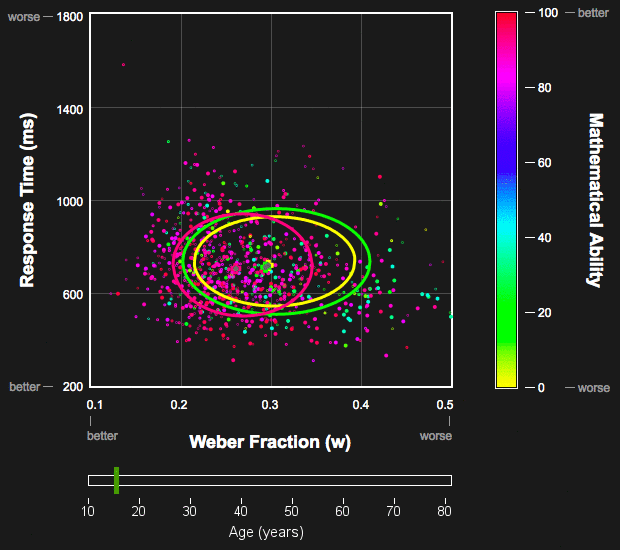 worse
1800
1400
1000
600
better
200
Response Time (ms)
0.1 0.2 0.3 0.4 0.5
better worse
Weber Fraction (w)
10 20 30 40 50 60 70 80
Age (years)
100 better
80
60
40
20
0 worse
Mathematical Ability